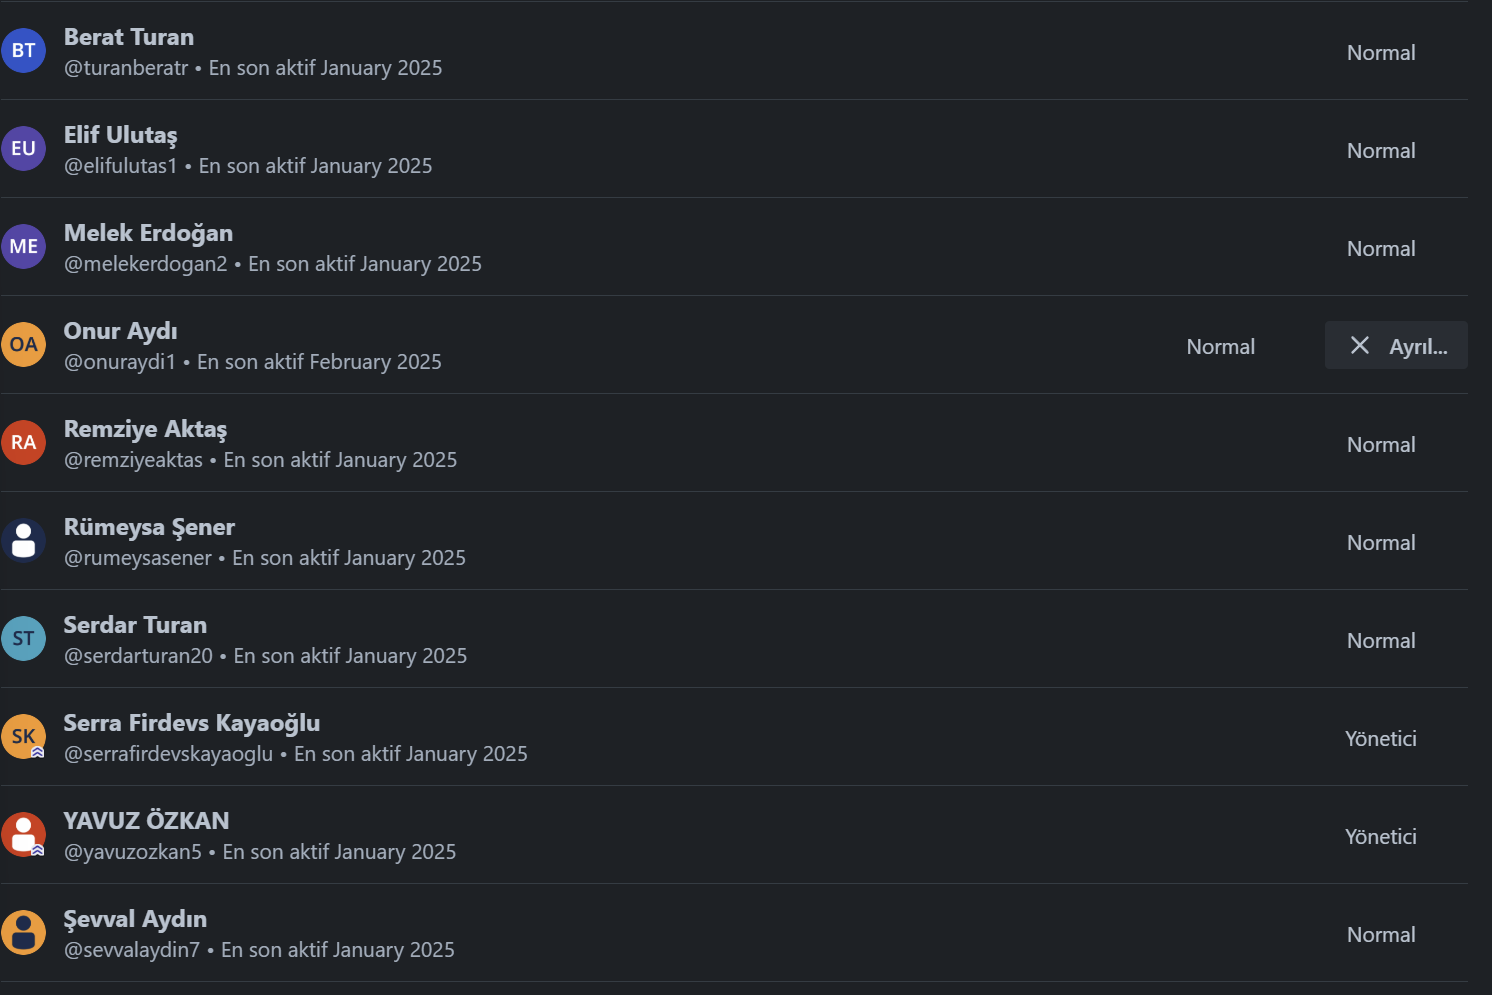 BT
Berat Turan
@turanberatr • En son aktif January 2025
Normal
EU
Elif Ulutaş
@elifulutas1 • En son aktif January 2025
Normal
ME
Melek Erdoğan
@melekerdogan2 • En son aktif January 2025
Normal
OA
Onur Aydı
@onuraydi1 • En son aktif February 2025
Normal
Ayrıl...
RA
Remziye Aktaş
@remziyeaktas • En son aktif January 2025
Normal
Rümeysa Şener
@rumeysasener • En son aktif January 2025
Normal
ST
Serdar Turan
@serdarturan20 • En son aktif January 2025
Normal
SK
Serra Firdevs Kayaoğlu
@serrafirdevskayaoglu • En son aktif January 2025
Yönetici
YAVUZ ÖZKAN
@yavuzozkan5 • En son aktif January 2025
Yönetici
Şevval Aydın
@sevvalaydin7 • En son aktif January 2025
Normal